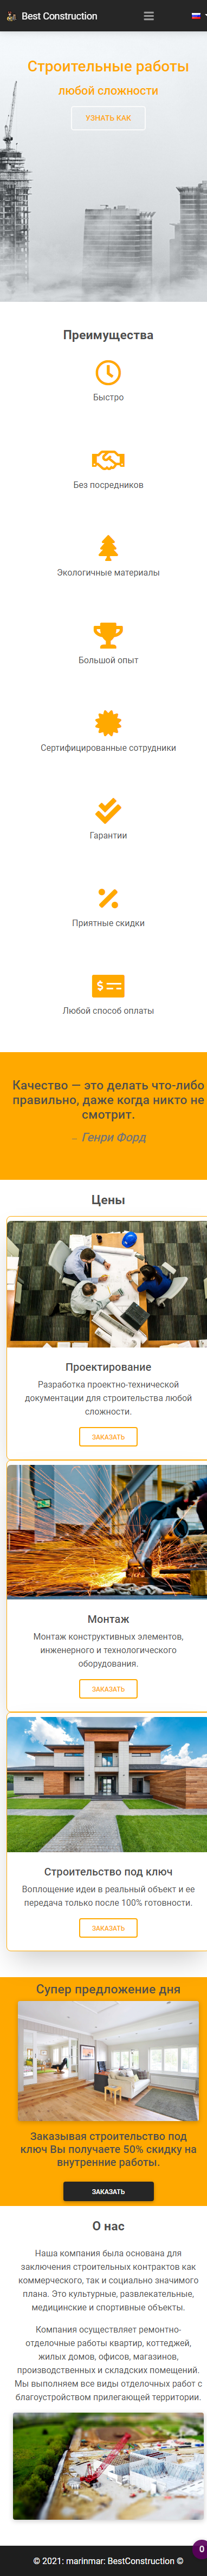 Best Construction
Строительные работы
любой сложности
УЗНАТЬ КАК
Преимущества
Быстро
Без посредников
Экологичные материалы
Большой опыт
Сертифицированные сотрудники
Гарантии
Приятные скидки
Любой способ оплаты
Качество — это делать что-либо
правильно, даже когда никто не
смотрит.
— Генри Форд
Цены
Проектирование
Разработка проектно-технической
документации для строительства любой
сложности.
ЗАКАЗАТЬ
Монтаж
Монтаж конструктивных элементов,
инженерного и технологического
оборудования.
ЗАКАЗАТЬ
Строительство под ключ
Воплощение идеи в реальный объект и ее
передача только после 100% готовности.
ЗАКАЗАТЬ
Супер предложение дня
Заказывая строительство под
ключ Вы получаете 50% скидку на
внутренние работы.
ЗАКАЗАТЬ
О нас
Наша компания была основана для
заключения строительных контрактов как
коммерческого, так и социально значимого
плана. Это культурные, развлекательные,
медицинские и спортивные объекты.
Компания осуществляет ремонтно-
отделочные работы квартир, коттеджей,
жилых домов, офисов, магазинов,
производственных и складских помещений.
Мы выполняем все виды отделочных работ с
благоустройством прилегающей территории.
0
© 2021: marinmar: BestConstruction ©